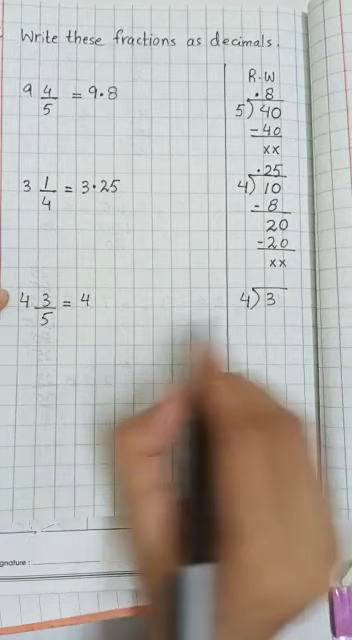 Write these fractions as decimals.
R.W
9 4/5 = 9.8
.8
5)40
-40
xx
3 1/4 = 3.25
.25
4)10
-8
20
-20
xx
4 3/5 = 4
4)3
gnature :